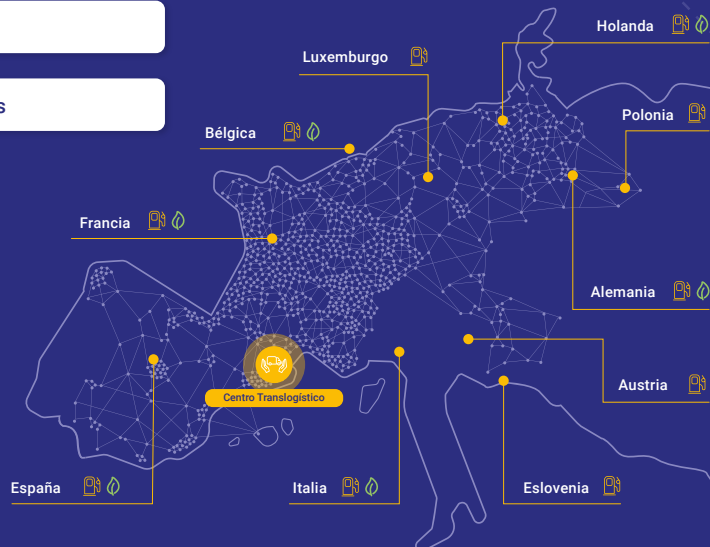 Holanda
Luxemburgo
s
Polonia
Bélgica
Francia
Alemania
Austria
Centro Translogístico
España
Italia
Eslovenia